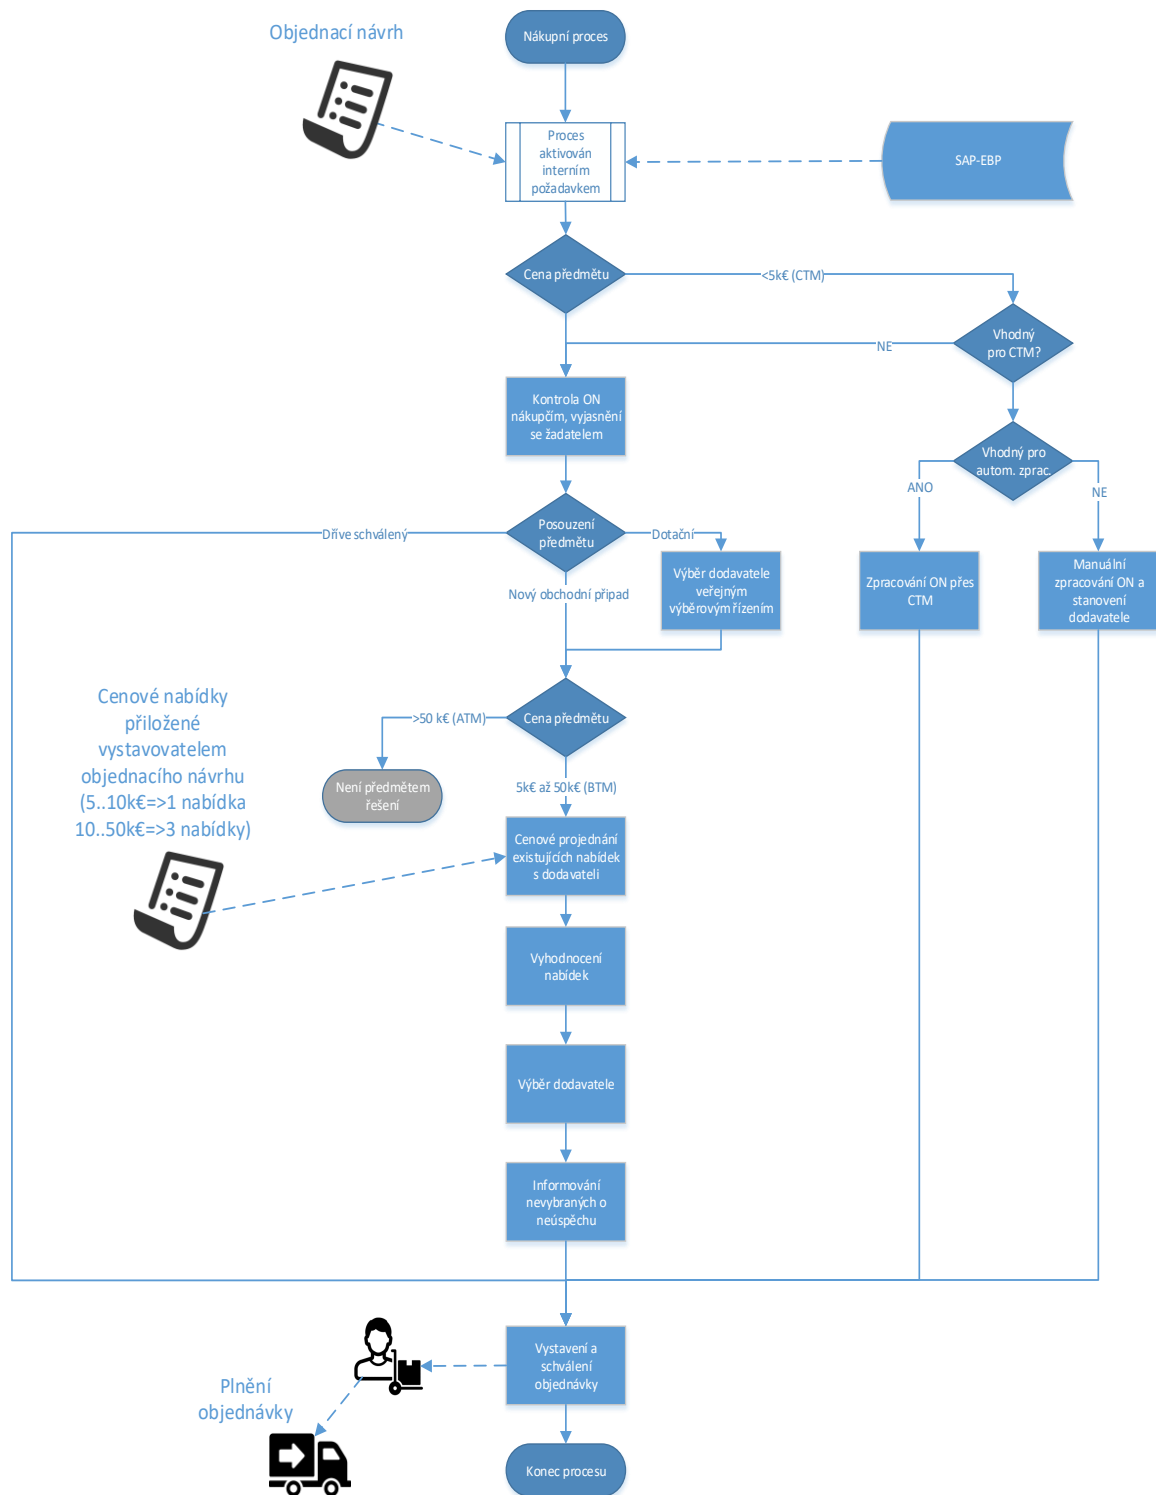 Objednací návrh
Nákupní proces
Proces
aktivován
interním
požadavkem
SAP-EBP
Cena předmětu
<5k€ (CTM)
Vhodný
pro CTM?
NE
Kontrola ON
nákupčím, vyjasnění
se žadatelem
Vhodný pro
autom. zprac.
ANO
NE
Posouzení
předmětu
Dříve schválený
Dotační
Nový obchodní připad
Výběr dodavatele
veřejným
výběrovým řízením
Zpracování ON přes
CTM
Manuální
zpracování ON a
stanovení
dodavatele
Cenové nabídky
přiložené
vystavovatelem
objednacího návrhu
(5..10k€=>1 nabídka
10..50k€=>3 nabídky)
Cena předmětu
>50 k€ (ATM)
Není předmětem
řešení
5k€ až 50k€ (BTM)
Cenové projednání
existujících nabídek
s dodavateli
Vyhodnocení
nabídek
Výběr dodavatele
Informování
nevybraných o
neúspěchu
Vystavení a
schválení
objednávky
Plnění
objednávky
Konec procesu